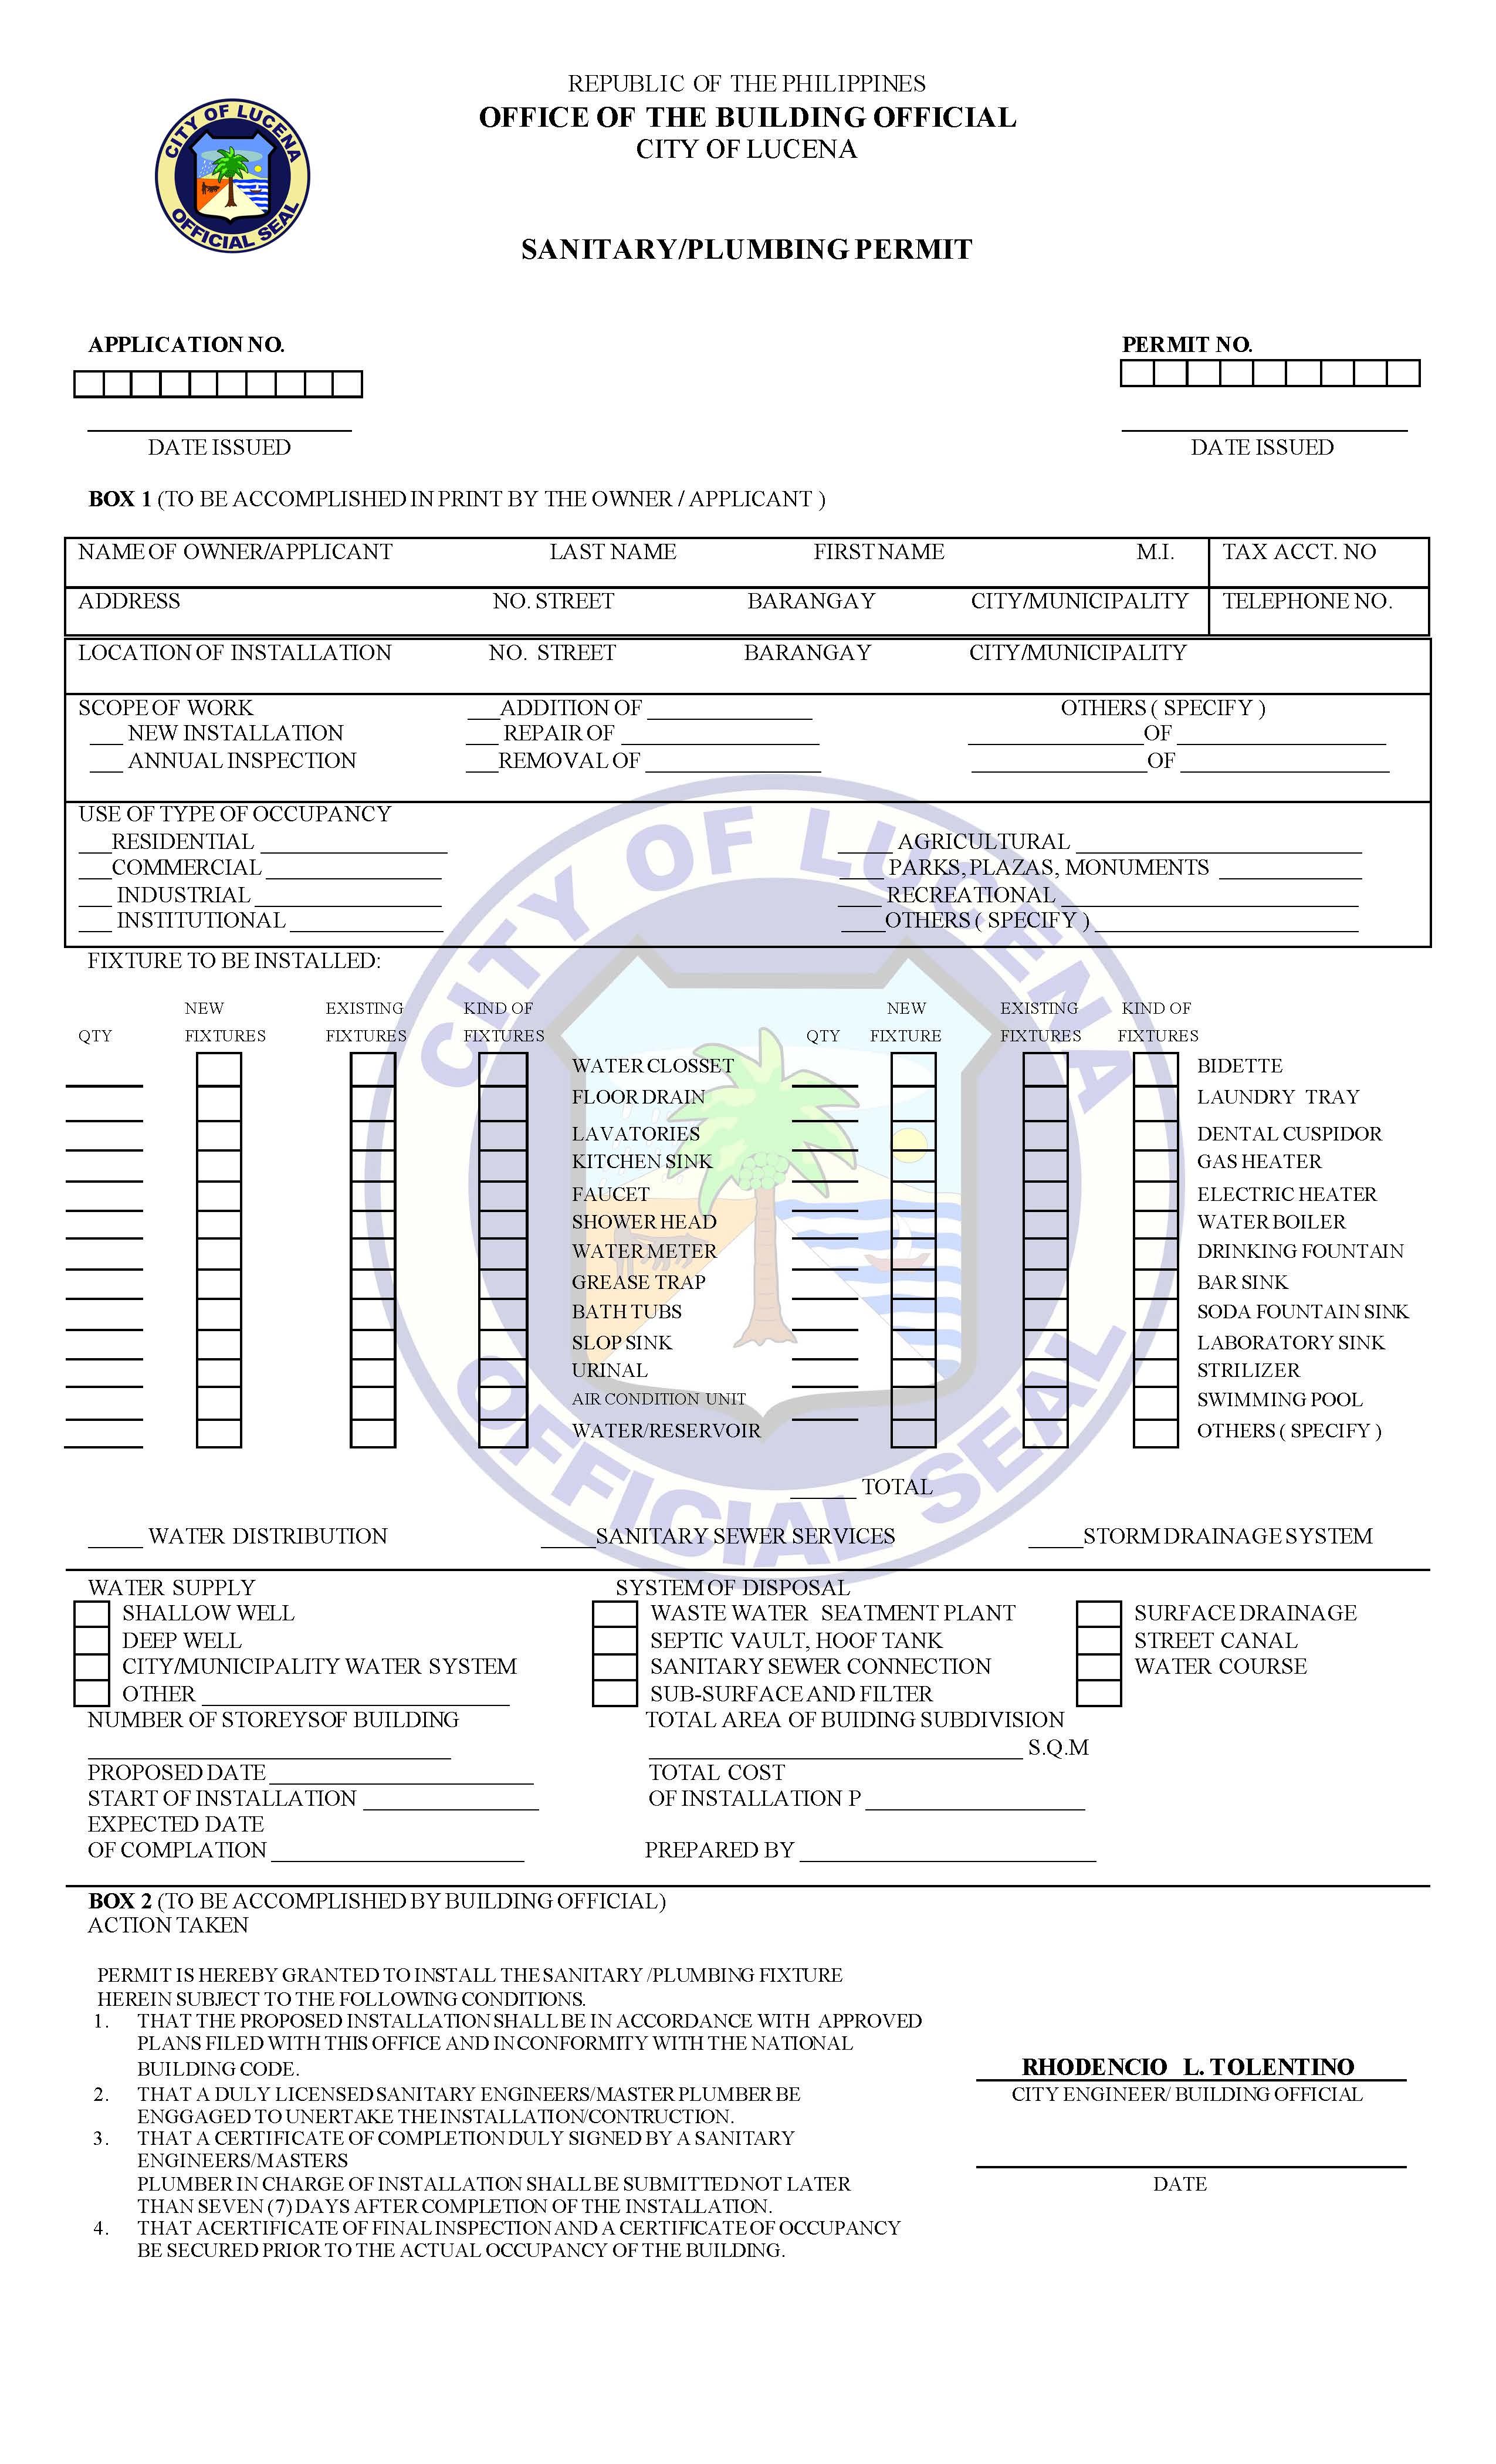 REPUBLIC OF THE PHILIPPINES
OFFICE OF THE BUILDING OFFICIAL
CITY OF LUCENA
CITY OF LUCENA
OFFICIAL SEAL
SANITARY/PLUMBING PERMIT
APPLICATION NO. PERMIT NO.
DATE ISSUED DATE ISSUED
BOX 1 (TO BE ACCOMPLISHED IN PRINT BY THE OWNER / APPLICANT )
NAME OF OWNER/APPLICANT LAST NAME FIRST NAME M.I. TAX ACCT. NO
ADDRESS NO. STREET BARANGAY CITY/MUNICIPALITY TELEPHONE NO.
LOCATION OF INSTALLATION NO. STREET BARANGAY CITY/MUNICIPALITY
SCOPE OF WORK ___ADDITION OF _______________ OTHERS ( SPECIFY )
___ NEW INSTALLATION ___ REPAIR OF __________________ ________________OF ___________________
___ ANNUAL INSPECTION ___REMOVAL OF ________________ ________________OF ___________________
USE OF TYPE OF OCCUPANCY
___RESIDENTIAL _________________ _____ AGRICULTURAL __________________________
___COMMERCIAL ________________ ____ PARKS, PLAZAS, MONUMENTS _____________
___ INDUSTRIAL _________________ ____ RECREATIONAL ___________________________
___ INSTITUTIONAL ______________ ____OTHERS ( SPECIFY ) ________________________
FIXTURE TO BE INSTALLED:
NEW EXISTING KIND OF NEW EXISTING KIND OF
QTY FIXTURES FIXTURES FIXTURES QTY FIXTURE FIXTURES FIXTURES
WATER CLOSSET BIDETTE
FLOOR DRAIN LAUNDRY TRAY
LAVATORIES DENTAL CUSPIDOR
KITCHEN SINK GAS HEATER
FAUCET ELECTRIC HEATER
SHOWER HEAD WATER BOILER
WATER METER DRINKING FOUNTAIN
GREASE TRAP BAR SINK
BATH TUBS SODA FOUNTAIN SINK
SLOP SINK LABORATORY SINK
URINAL STRILIZER
AIR CONDITION UNIT SWIMMING POOL
WATER/RESERVOIR OTHERS ( SPECIFY )
______ TOTAL
_____ WATER DISTRIBUTION _____SANITARY SEWER SERVICES _____STORM DRAINAGE SYSTEM
CITY OF LUCENA
OFFICIAL SEAL
WATER SUPPLY SYSTEM OF DISPOSAL
SHALLOW WELL WASTE WATER SEATMENT PLANT SURFACE DRAINAGE
DEEP WELL SEPTIC VAULT, HOOF TANK STREET CANAL
CITY/MUNICIPALITY WATER SYSTEM SANITARY SEWER CONNECTION WATER COURSE
OTHER ____________________________ SUB-SURFACE AND FILTER
NUMBER OF STOREYSOF BUILDING TOTAL AREA OF BUIDING SUBDIVISION
_________________________________ __________________________________ S.Q.M
PROPOSED DATE ________________________ TOTAL COST
START OF INSTALLATION ________________ OF INSTALLATION P ____________________
EXPECTED DATE
OF COMPLATION _______________________ PREPARED BY ___________________________
BOX 2 (TO BE ACCOMPLISHED BY BUILDING OFFICIAL)
ACTION TAKEN
PERMIT IS HEREBY GRANTED TO INSTALL THE SANITARY /PLUMBING FIXTURE
HEREIN SUBJECT TO THE FOLLOWING CONDITIONS.
1. THAT THE PROPOSED INSTALLATION SHALL BE IN ACCORDANCE WITH APPROVED
PLANS FILED WITH THIS OFFICE AND IN CONFORMITY WITH THE NATIONAL
BUILDING CODE.
2. THAT A DULY LICENSED SANITARY ENGINEERS/MASTER PLUMBER BE
ENGGAGED TO UNERTAKE THE INSTALLATION/CONTRUCTION.
3. THAT A CERTIFICATE OF COMPLETION DULY SIGNED BY A SANITARY
ENGINEERS/MASTERS
PLUMBER IN CHARGE OF INSTALLATION SHALL BE SUBMITTED NOT LATER
THAN SEVEN (7) DAYS AFTER COMPLETION OF THE INSTALLATION.
4. THAT ACERTIFICATE OF FINAL INSPECTION AND A CERTIFICATE OF OCCUPANCY
BE SECURED PRIOR TO THE ACTUAL OCCUPANCY OF THE BUILDING.
RHODENCIO L. TOLENTINO
CITY ENGINEER/ BUILDING OFFICIAL
DATE